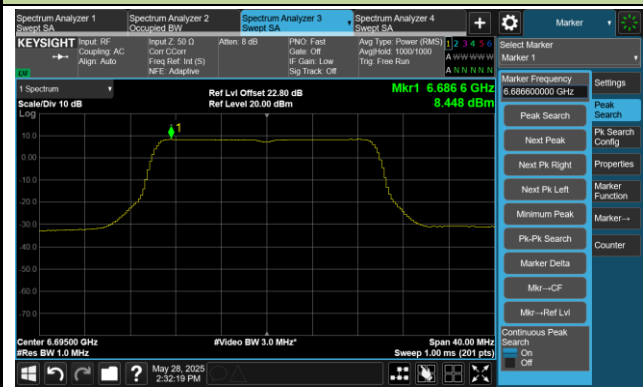 Spectrum Analyzer 1
Swept SA
Spectrum Analyzer 2
Occupied BW
Spectrum Analyzer 3
Swept SA
Spectrum Analyzer 4
Swept SA
Marker
KEYSIGHT
Input: RF
Coupling: AC
Align: Auto
Input Z: 50 Ω
Corr CCorr
Freq Ref: Int (S)
NFE: Adaptive
Atten: 8 dB
PNO: Fast
Gate: Off
IF Gain: Low
Sig Track: Off
Avg Type: Power (RMS)
Avg|Hold: 1000/1000
Trig: Free Run
1 2 3 4 5 6
A W W W W W
A N N N N N
Select Marker
Marker 1
1 Spectrum
Scale/Div 10 dB
Log
Ref Lvl Offset 22.80 dB
Ref Level 20.00 dBm
Mkr1 6.686 6 GHz
8.448 dBm
1
10.0
0.00
-10.0
-20.0
-30.0
-40.0
-50.0
-60.0
-70.0
Center 6.69500 GHz
#Res BW 1.0 MHz
#Video BW 3.0 MHz*
Span 40.00 MHz
Sweep 1.00 ms (201 pts)
Marker Frequency
6.686600000 GHz
Peak Search
Next Peak
Next Pk Right
Next Pk Left
Minimum Peak
Pk-Pk Search
Marker Delta
Mkr→CF
Mkr→Ref Lvl
Continuous Peak
Search
On
Off
Settings
Peak
Search
Pk Search
Config
Properties
Marker
Function
Marker→
Counter
?
May 28, 2025
2:32:19 PM